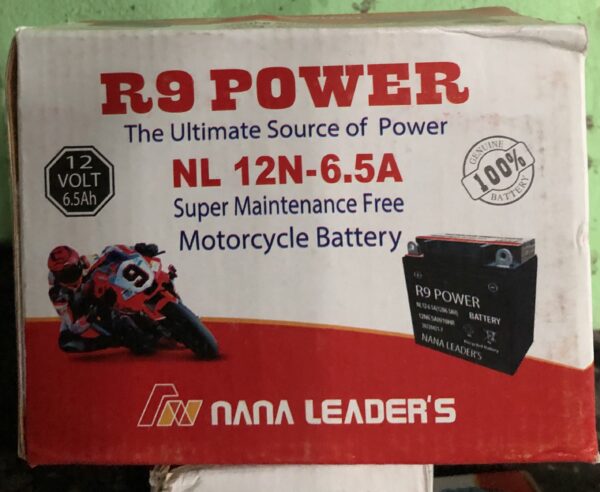 R9 POWER
The Ultimate Source of Power
12
VOLT
6.5Ah
NL 12N-6.5A
GENUINE
100%
BATTERY
Super Maintenance Free
Motorcycle Battery
9
R9 POWER
BATTERY
NANA LEADER'S
NANA LEADER'S